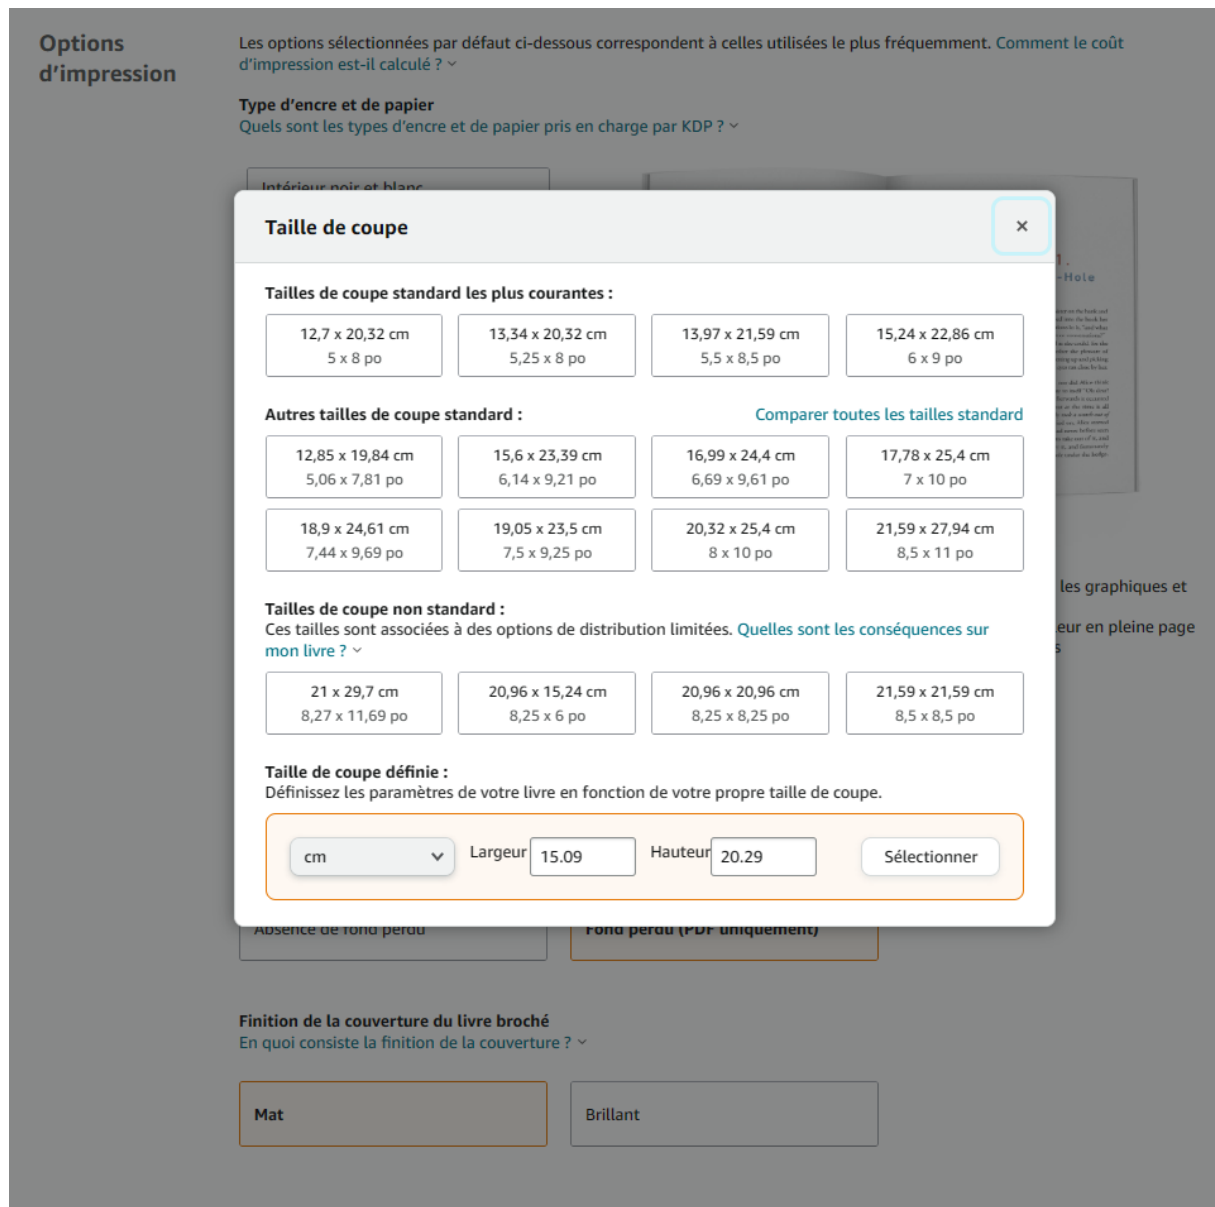 Options
d’impression
Les options sélectionnées par défaut ci-dessous correspondent à celles utilisées le plus fréquemment. Comment le coût
d’impression est-il calculé ?
Type d’encre et de papier
Quels sont les types d’encre et de papier pris en charge par KDP ?
Intérieur noir et blanc
Taille de coupe
×
1.
-Hole
Tailles de coupe standard les plus courantes :
12,7 x 20,32 cm
5 x 8 po
13,34 x 20,32 cm
5,25 x 8 po
13,97 x 21,59 cm
5,5 x 8,5 po
15,24 x 22,86 cm
6 x 9 po
Autres tailles de coupe standard :
Comparer toutes les tailles standard
12,85 x 19,84 cm
5,06 x 7,81 po
15,6 x 23,39 cm
6,14 x 9,21 po
16,99 x 24,4 cm
6,69 x 9,61 po
17,78 x 25,4 cm
7 x 10 po
18,9 x 24,61 cm
7,44 x 9,69 po
19,05 x 23,5 cm
7,5 x 9,25 po
20,32 x 25,4 cm
8 x 10 po
21,59 x 27,94 cm
8,5 x 11 po
les graphiques et
eur en pleine page
s
Tailles de coupe non standard :
Ces tailles sont associées à des options de distribution limitées. Quelles sont les conséquences sur
mon livre ?
21 x 29,7 cm
8,27 x 11,69 po
20,96 x 15,24 cm
8,25 x 6 po
20,96 x 20,96 cm
8,25 x 8,25 po
21,59 x 21,59 cm
8,5 x 8,5 po
Taille de coupe définie :
Définissez les paramètres de votre livre en fonction de votre propre taille de coupe.
cm
Largeur 15.09
Hauteur 20.29
Sélectionner
Absence de fond perdu
Fond perdu (PDF uniquement)
Finition de la couverture du livre broché
En quoi consiste la finition de la couverture ?
Mat
Brillant